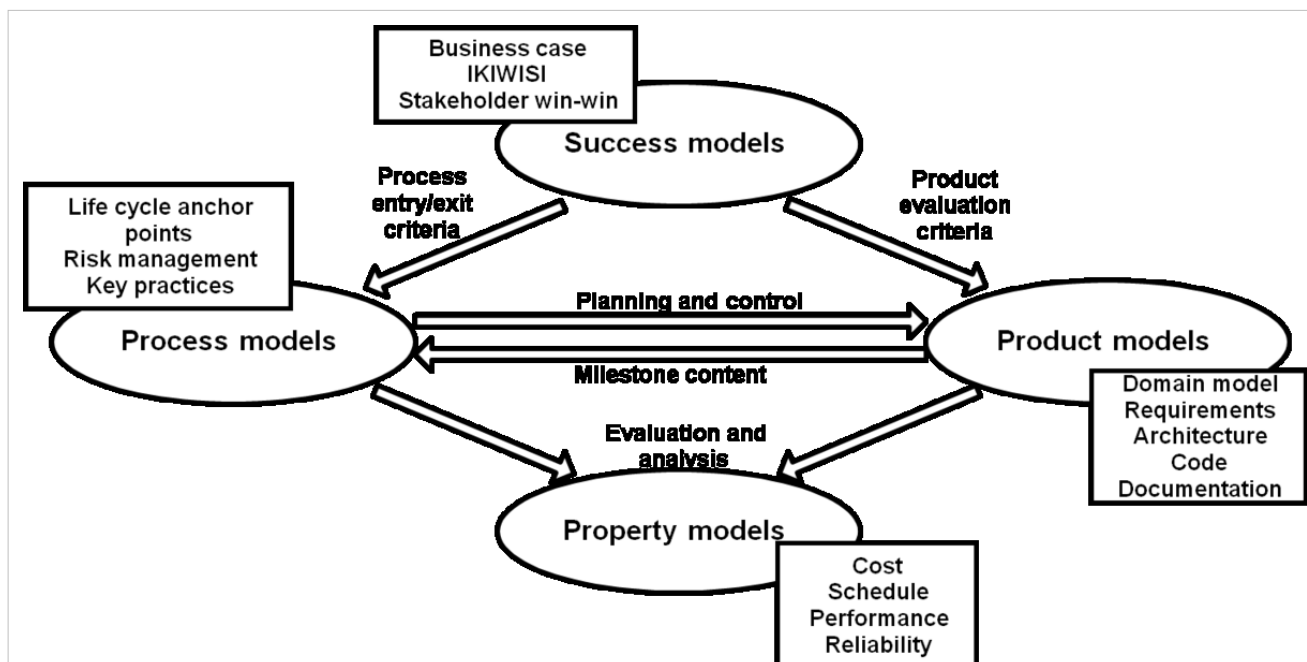 Business case
IKIWISI
Stakeholder win-win
Success models
Process
entry/exit
criteria
Product
evaluation
criteria
Life cycle anchor
points
Risk management
Key practices
Process models
Planning and control
Milestone content
Product models
Domain model
Requirements
Architecture
Code
Documentation
Evaluation and
analysis
Property models
Cost
Schedule
Performance
Reliability